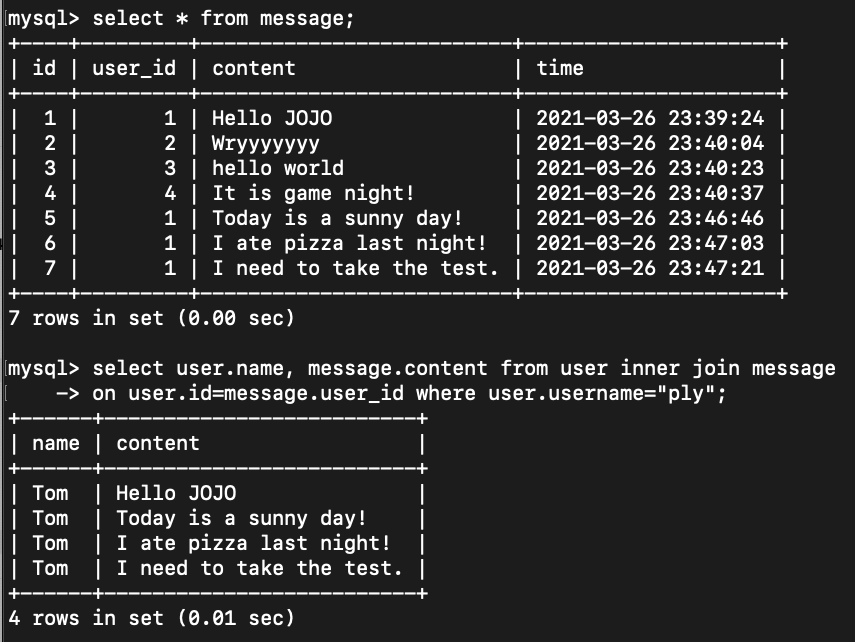 mysql> select * from message;
+----+---------+--------------------------+---------------------+
| id | user_id | content                  | time                |
+----+---------+--------------------------+---------------------+
|  1 |       1 | Hello JOJO               | 2021-03-26 23:39:24 |
|  2 |       2 | Wryyyyyyy                | 2021-03-26 23:40:04 |
|  3 |       3 | hello world              | 2021-03-26 23:40:23 |
|  4 |       4 | It is game night!        | 2021-03-26 23:40:37 |
|  5 |       1 | Today is a sunny day!    | 2021-03-26 23:46:46 |
|  6 |       1 | I ate pizza last night!  | 2021-03-26 23:47:03 |
|  7 |       1 | I need to take the test. | 2021-03-26 23:47:21 |
+----+---------+--------------------------+---------------------+
7 rows in set (0.00 sec)

mysql> select user.name, message.content from user inner join message
    -> on user.id=message.user_id where user.username="ply";
+------+--------------------------+
| name | content                  |
+------+--------------------------+
| Tom  | Hello JOJO               |
| Tom  | Today is a sunny day!    |
| Tom  | I ate pizza last night!  |
| Tom  | I need to take the test. |
+------+--------------------------+
4 rows in set (0.01 sec)